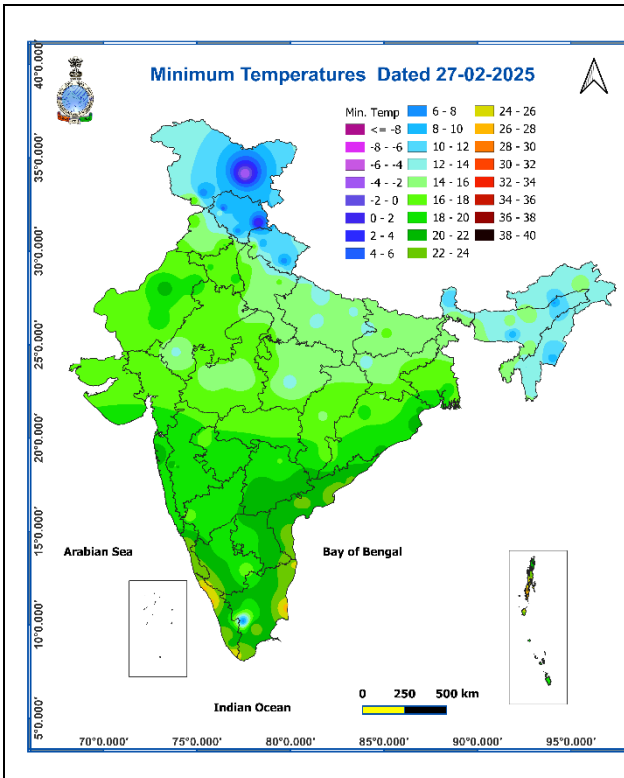 Minimum Temperatures Dated 27-02-2025
Min. Temp
<= -8
-8 - -6
-6 - -4
-4 - -2
-2 - 0
0 - 2
2 - 4
4 - 6
6 - 8
8 - 10
10 - 12
12 - 14
14 - 16
16 - 18
18 - 20
20 - 22
22 - 24
24 - 26
26 - 28
28 - 30
30 - 32
32 - 34
34 - 36
36 - 38
38 - 40
40°0.000'
35°0.000'
30°0.000'
25°0.000'
20°0.000'
15°0.000'
10°0.000'
5°0.000'
Arabian Sea
Bay of Bengal
Indian Ocean
0 250 500 km
70°0.000' 75°0.000' 80°0.000' 85°0.000' 90°0.000' 95°0.000'